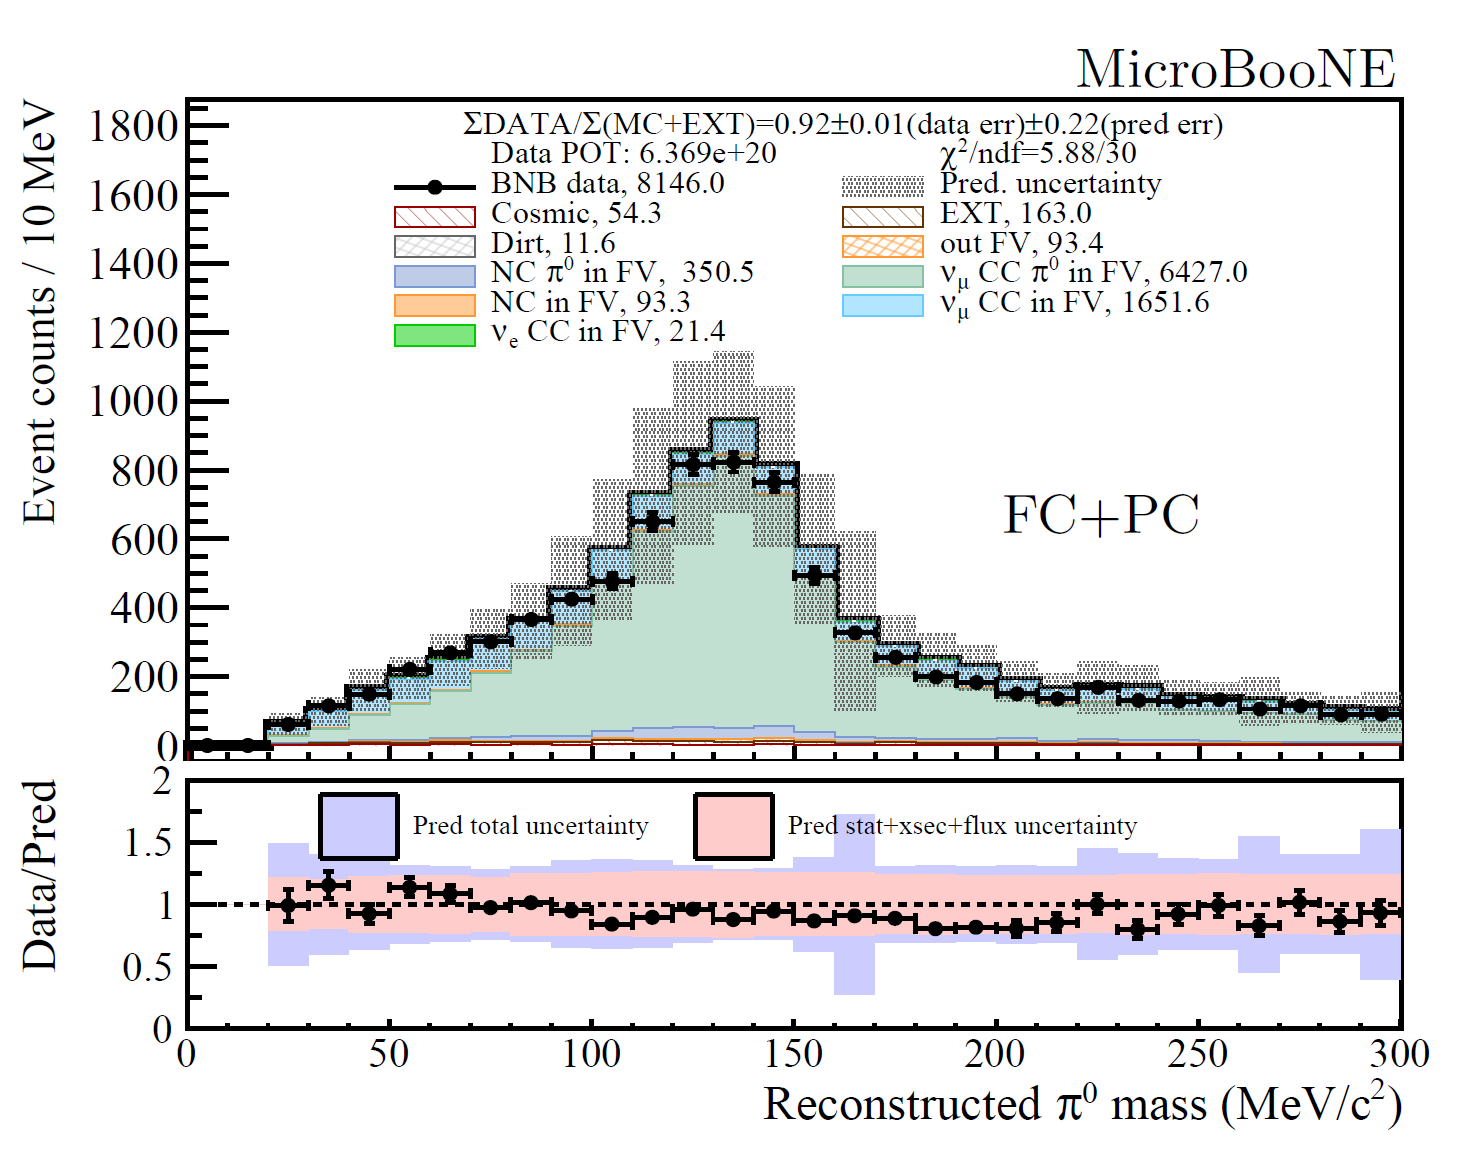 MicroBooNE
ΣDATA/Σ(MC+EXT)=0.92±0.01(data err)±0.22(pred err)
Data POT: 6.369e+20 χ²/ndf=5.88/30
BNB data, 8146.0 Pred. uncertainty
Cosmic, 54.3 EXT, 163.0
Dirt, 11.6 out FV, 93.4
NC π⁰ in FV, 350.5 νμ CC π⁰ in FV, 6427.0
NC in FV, 93.3 νμ CC in FV, 1651.6
νe CC in FV, 21.4
FC+PC
Event counts / 10 MeV
1800
1600
1400
1200
1000
800
600
400
200
0
Pred total uncertainty Pred stat+xsec+flux uncertainty
Data/Pred
2
1.5
1
0.5
0
0 50 100 150 200 250 300
Reconstructed π⁰ mass (MeV/c²)